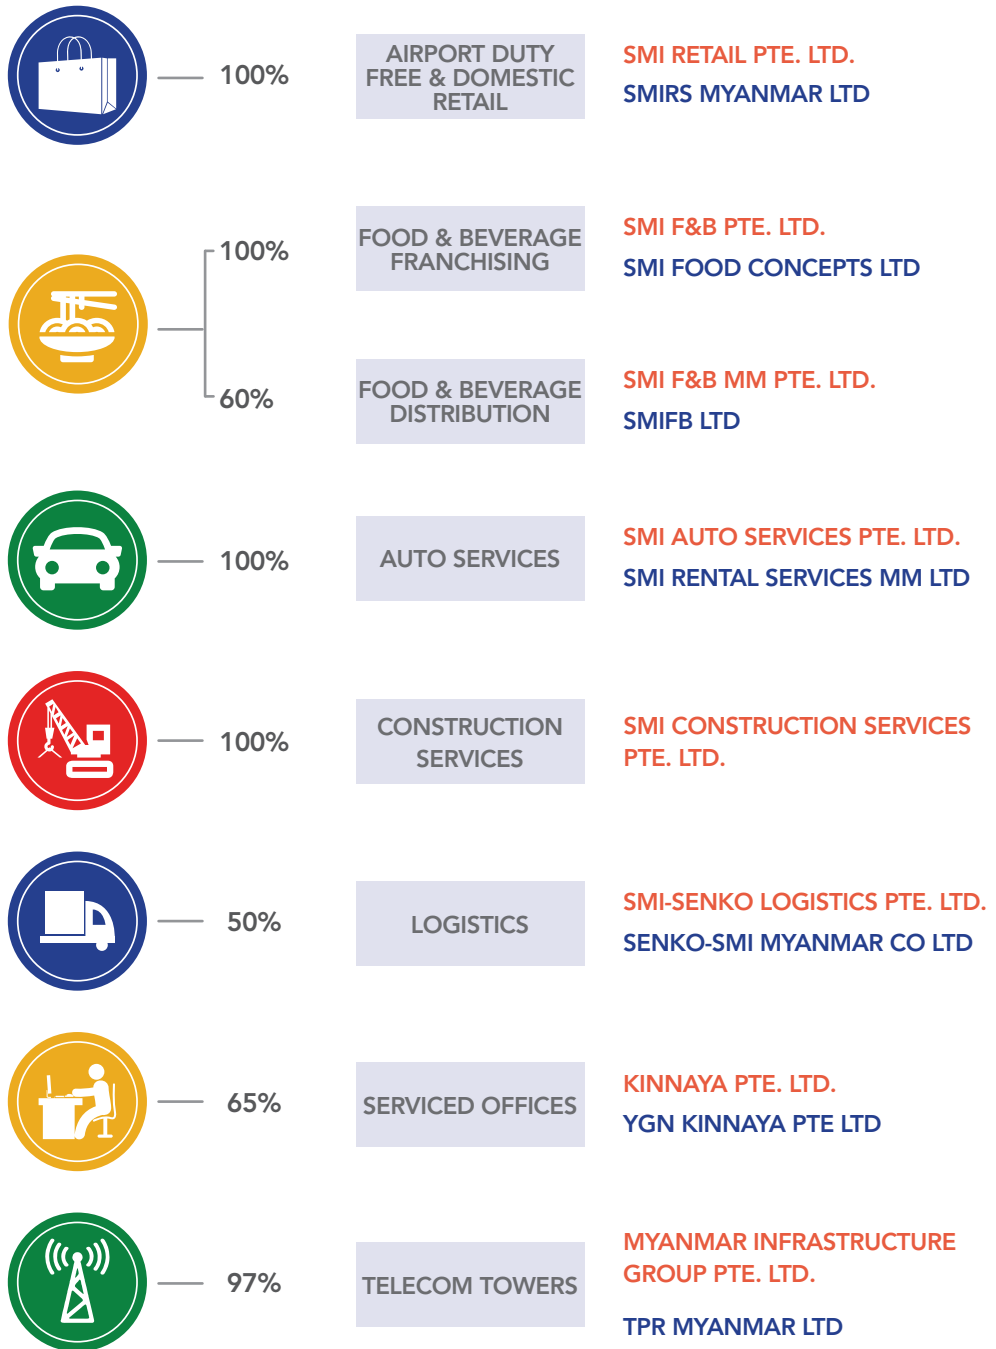 100%
AIRPORT DUTY
FREE & DOMESTIC
RETAIL
SMI RETAIL PTE. LTD.
SMIRS MYANMAR LTD
100%
FOOD & BEVERAGE
FRANCHISING
SMI F&B PTE. LTD.
SMI FOOD CONCEPTS LTD
60%
FOOD & BEVERAGE
DISTRIBUTION
SMI F&B MM PTE. LTD.
SMIFB LTD
100%
AUTO SERVICES
SMI AUTO SERVICES PTE. LTD.
SMI RENTAL SERVICES MM LTD
100%
CONSTRUCTION
SERVICES
SMI CONSTRUCTION SERVICES
PTE. LTD.
50%
LOGISTICS
SMI-SENKO LOGISTICS PTE. LTD.
SENKO-SMI MYANMAR CO LTD
65%
SERVICED OFFICES
KINNAYA PTE. LTD.
YGN KINNAYA PTE LTD
97%
TELECOM TOWERS
MYANMAR INFRASTRUCTURE
GROUP PTE. LTD.
TPR MYANMAR LTD